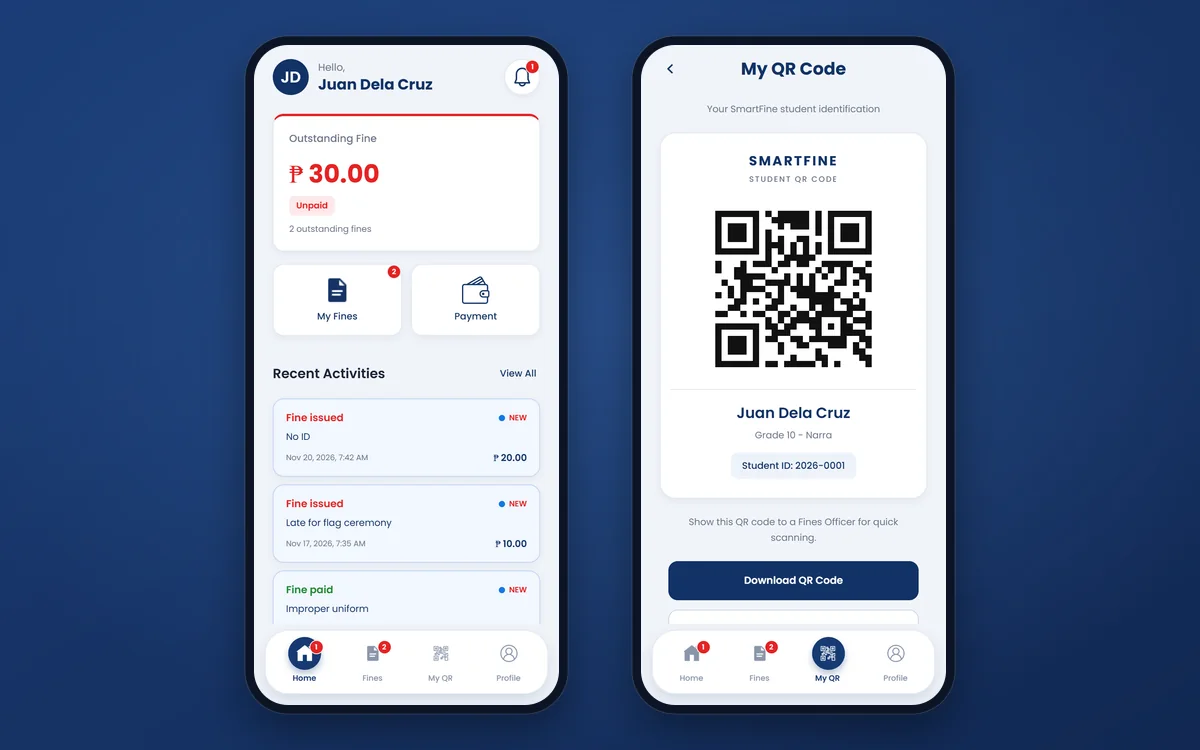 JD
Hello,
Juan Dela Cruz
1
Outstanding Fine
₱ 30.00
Unpaid
2 outstanding fines
2
My Fines
Payment
Recent Activities
View All
Fine issued
NEW
No ID
Nov 20, 2026, 7:42 AM
₱ 20.00
Fine issued
NEW
Late for flag ceremony
Nov 17, 2026, 7:35 AM
₱ 10.00
Fine paid
NEW
Improper uniform
1
2
Home
Fines
My QR
Profile
My QR Code
Your SmartFine student identification
SMARTFINE
STUDENT QR CODE
Juan Dela Cruz
Grade 10 - Narra
Student ID: 2026-0001
Show this QR code to a Fines Officer for quick
scanning.
Download QR Code
1
2
Home
Fines
My QR
Profile